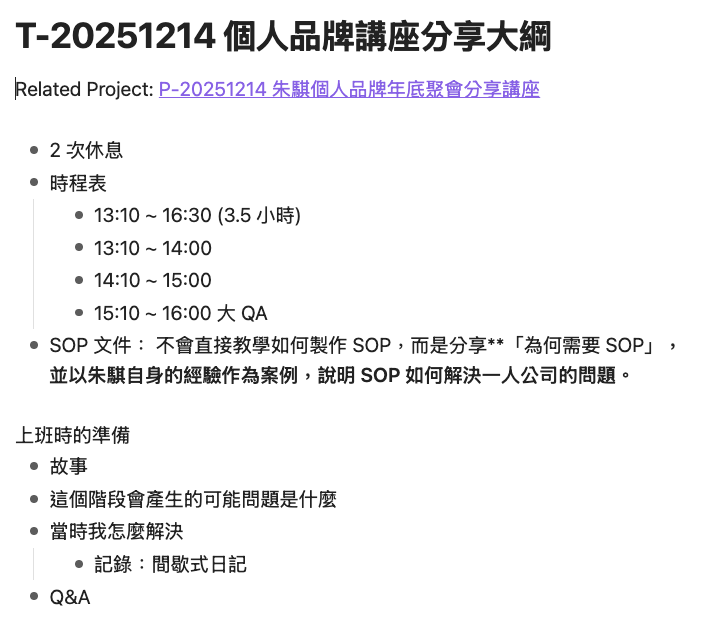 T-20251214 個人品牌講座分享大綱
Related Project: P-20251214 朱騏個人品牌年底聚會分享講座
2 次休息
時程表
13:10 ~ 16:30 (3.5 小時)
13:10 ~ 14:00
14:10 ~ 15:00
15:10 ~ 16:00 大 QA
SOP 文件： 不會直接教學如何製作 SOP，而是分享**「為何需要 SOP」，
並以朱騏自身的經驗作為案例，說明 SOP 如何解決一人公司的問題。
上班時的準備
故事
這個階段會產生的可能問題是什麼
當時我怎麼解決
記錄：間歇式日記
Q&A